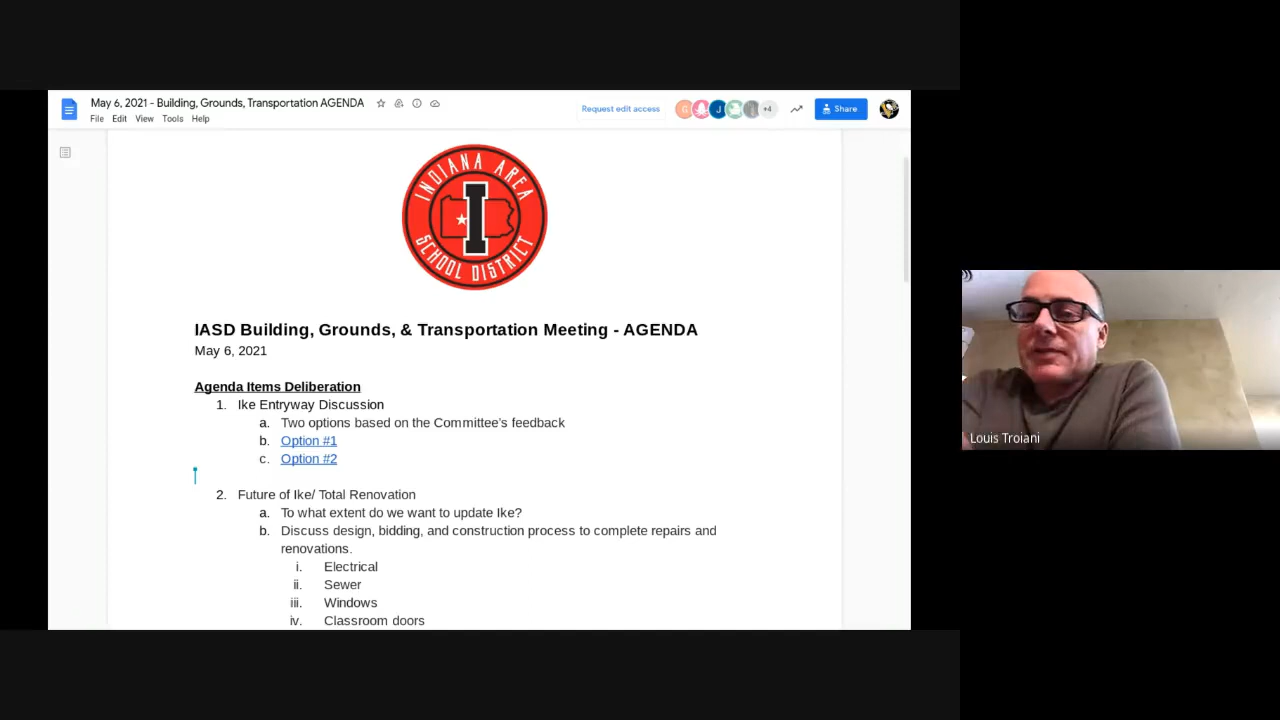 May 6, 2021 - Building, Grounds, Transportation AGENDA
File Edit View Tools Help
Request edit access
G
J
+4
Share
INDIANA AREA
I
SCHOOL DISTRICT
IASD Building, Grounds, & Transportation Meeting - AGENDA
May 6, 2021
Agenda Items Deliberation
1. Ike Entryway Discussion
a. Two options based on the Committee's feedback
b. Option #1
c. Option #2
2. Future of Ike/ Total Renovation
a. To what extent do we want to update Ike?
b. Discuss design, bidding, and construction process to complete repairs and
renovations.
i. Electrical
ii. Sewer
iii. Windows
iv. Classroom doors
Louis Troiani